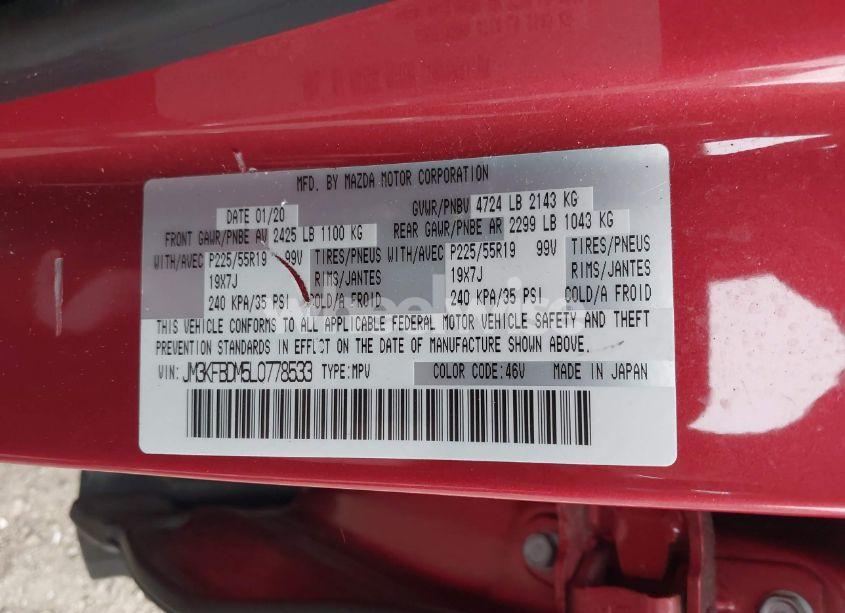 MFD. BY MAZDA MOTOR CORPORATION
DATE 01/20 GVWR/PNBV 4724 LB 2143 KG
FRONT GAWR/PNBE AV 2425 LB 1100 KG REAR GAWR/PNBE AR 2299 LB 1043 KG
WITH/AVEC P225/55R19 99V TIRES/PNEUS WITH/AVEC P225/55R19 99V TIRES/PNEUS
19X7J RIMS/JANTES 19X7J RIMS/JANTES
240 KPA/35 PSI COLD/A FROID 240 KPA/35 PSI COLD/A FROID
THIS VEHICLE CONFORMS TO ALL APPLICABLE FEDERAL MOTOR VEHICLE SAFETY AND THEFT
PREVENTION STANDARDS IN EFFECT ON THE DATE OF MANUFACTURE SHOWN ABOVE.
VIN: JM3KFBDM5L0778533 TYPE:MPV COLOR CODE:46V MADE IN JAPAN